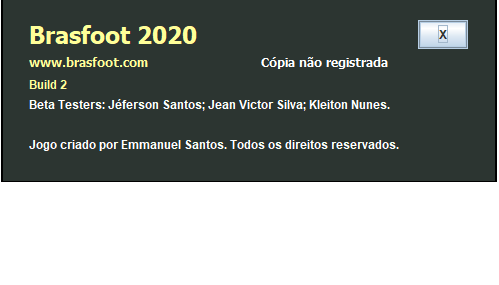 Brasfoot 2020
X
www.brasfoot.com Cópia não registrada
Build 2
Beta Testers: Jéferson Santos; Jean Victor Silva; Kleiton Nunes.
Jogo criado por Emmanuel Santos. Todos os direitos reservados.